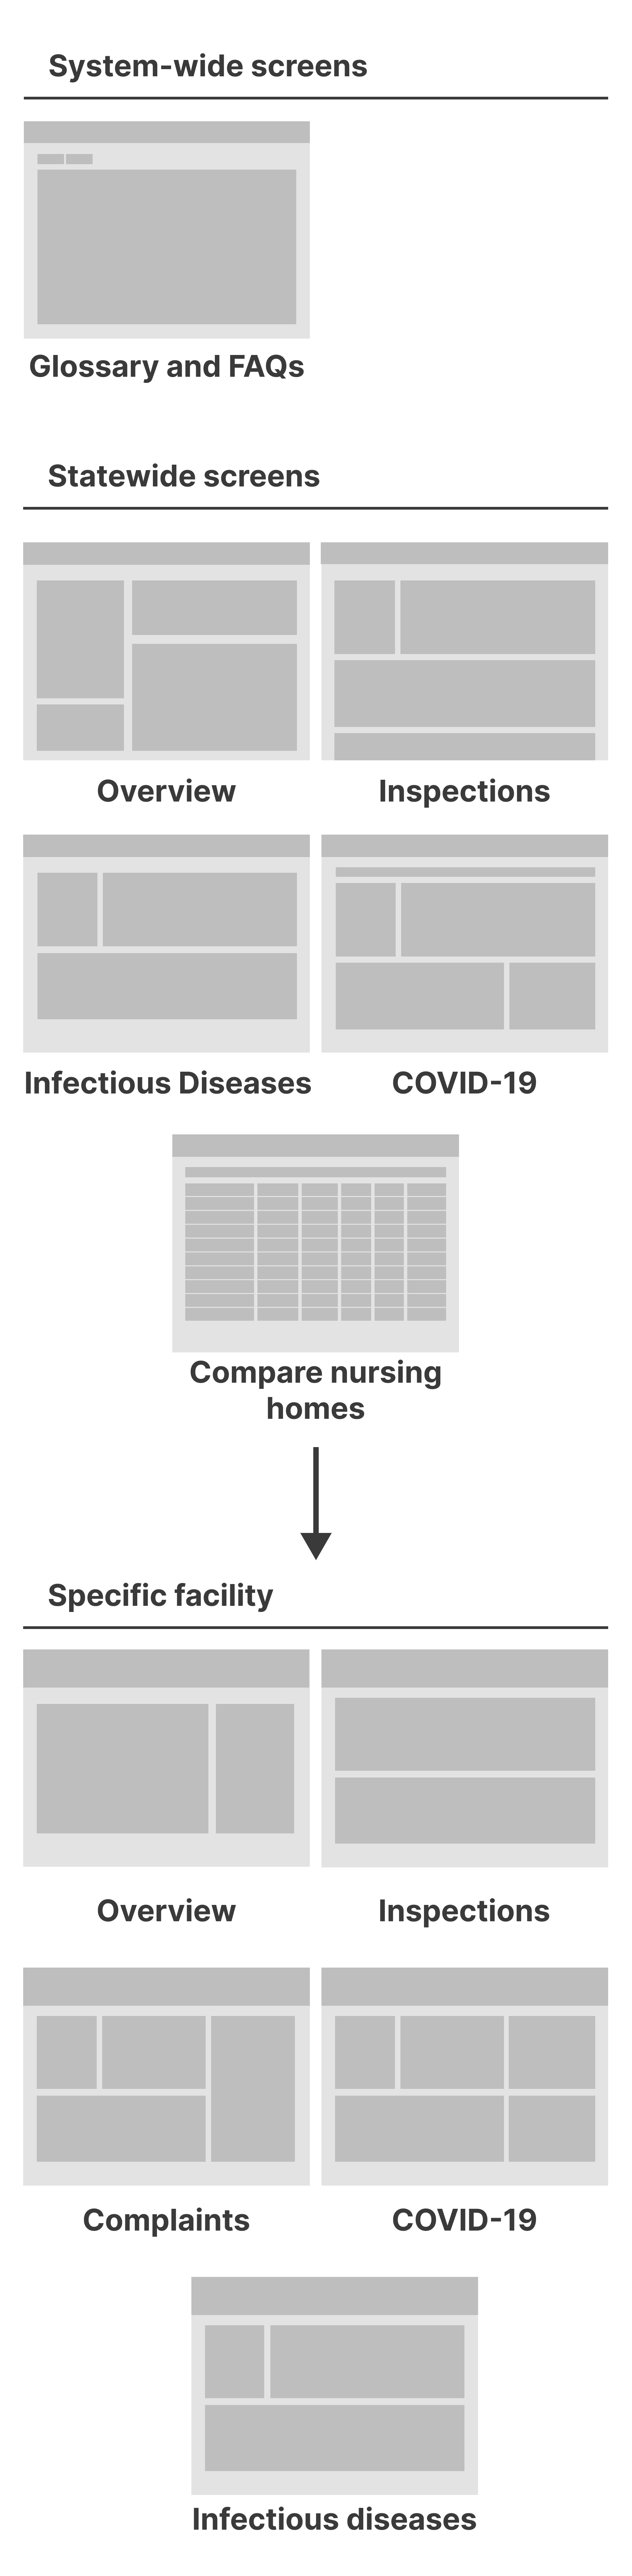 System-wide screens
Glossary and FAQs
Statewide screens
Overview
Inspections
Infectious Diseases
COVID-19
Compare nursing
homes
Specific facility
Overview
Inspections
Complaints
COVID-19
Infectious diseases